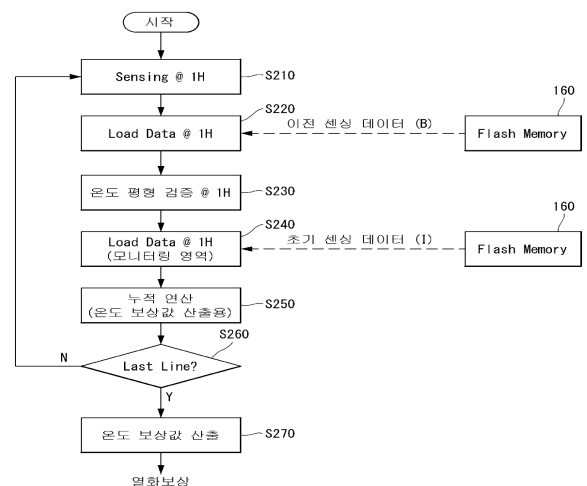 시작
Sensing @ 1H
S210
S220
160
Load Data @ 1H
이전 센싱 데이터 (B)
Flash Memory
온도 평형 검증 @ 1H
S230
S240
160
Load Data @ 1H
(모니터링 영역)
초기 센싱 데이터 (I)
Flash Memory
누적 연산
(온도 보상값 산출용)
S250
S260
N
Last Line?
Y
온도 보상값 산출
S270
열화보상